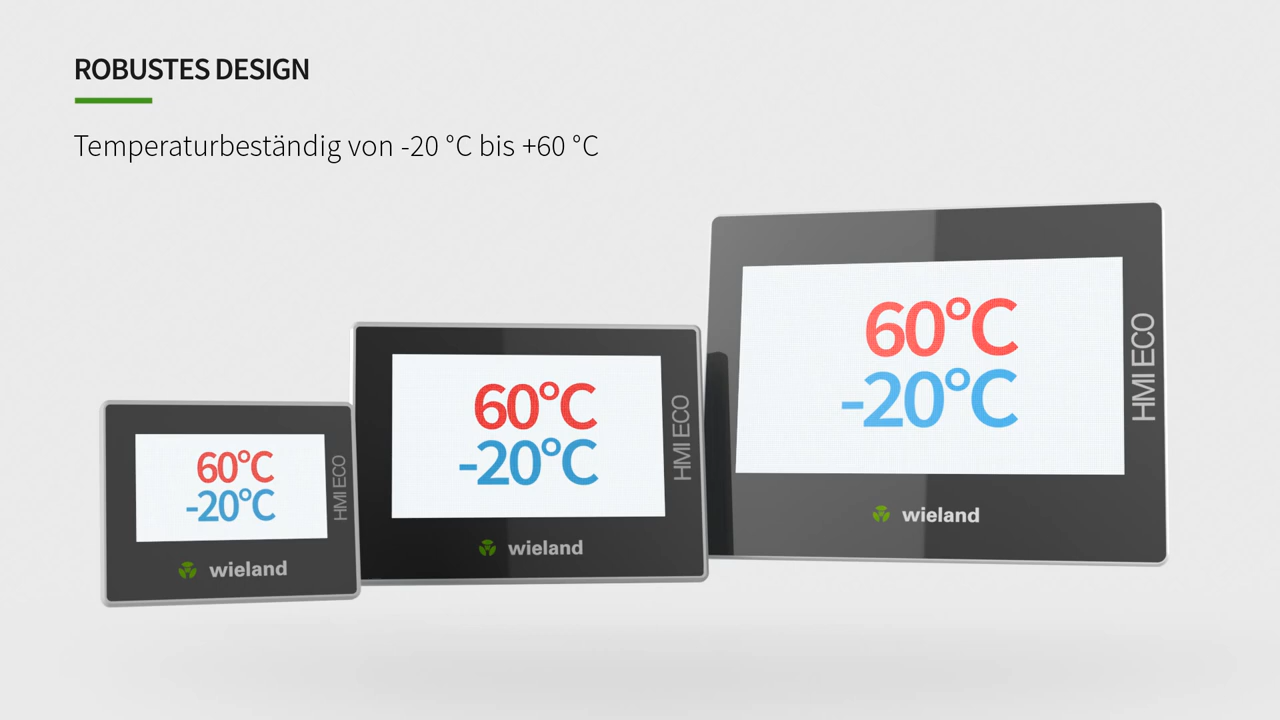 ROBUSTES DESIGN
Temperaturbeständig von -20 °C bis +60 °C
60°C
-20°C
HMI ECO
wieland
60°C
-20°C
HMI ECO
wieland
60°C
-20°C
HMI ECO
wieland